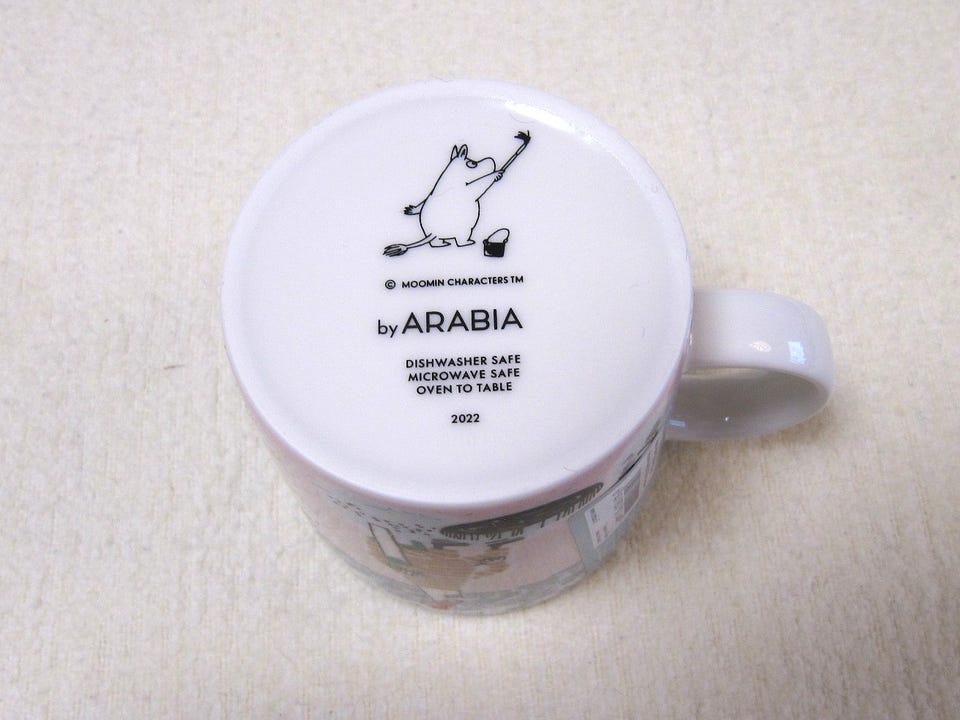 © MOOMIN CHARACTERS TM
by ARABIA
DISHWASHER SAFE
MICROWAVE SAFE
OVEN TO TABLE
2022